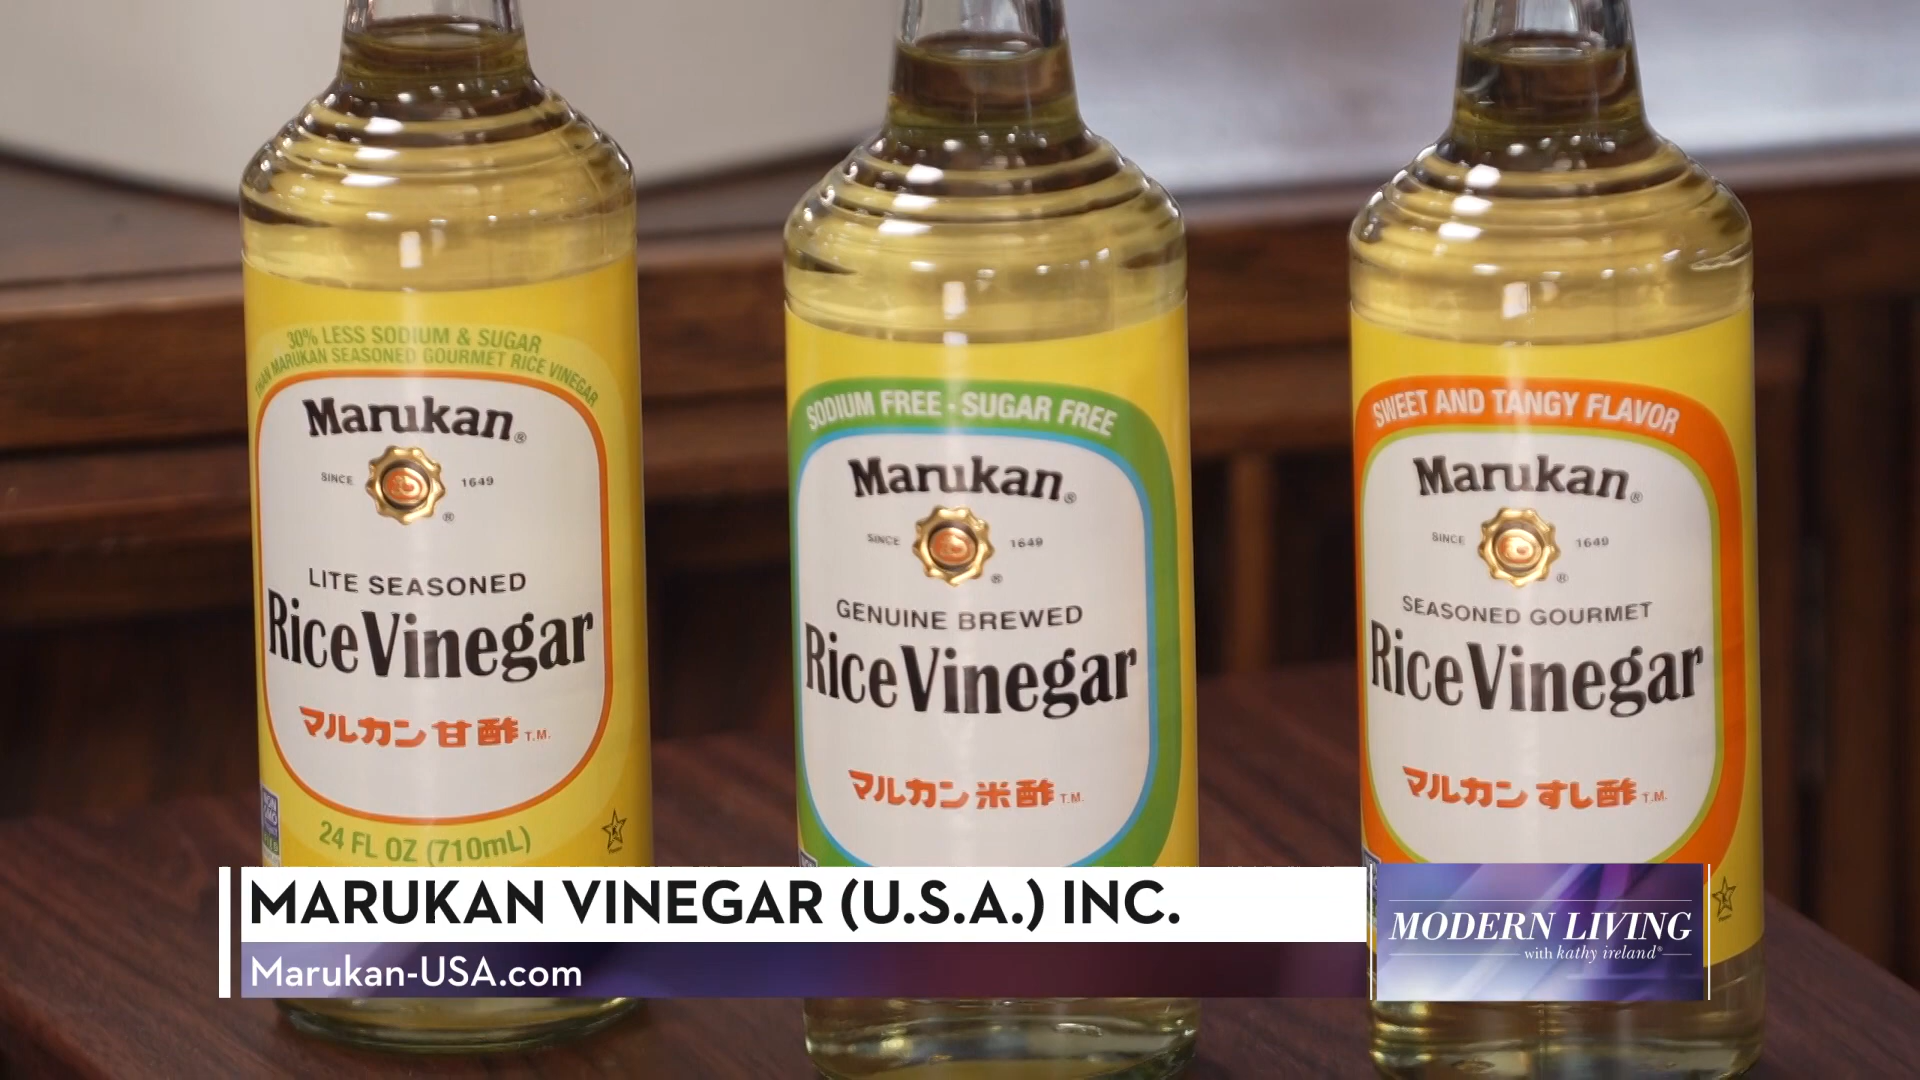 30% LESS SODIUM & SUGAR
THAN MARUKAN SEASONED GOURMET RICE VINEGAR
Marukan®
SINCE 1649
®
LITE SEASONED
Rice Vinegar
マルカン 甘酢 T.M.
NON
GMO
24 FL OZ (710mL)
K
SODIUM FREE - SUGAR FREE
Marukan®
SINCE 1649
®
GENUINE BREWED
Rice Vinegar
マルカン 米酢 T.M.
SWEET AND TANGY FLAVOR
Marukan®
SINCE 1649
®
SEASONED GOURMET
Rice Vinegar
マルカン すし酢 T.M.
K
MARUKAN VINEGAR (U.S.A.) INC.
Marukan-USA.com
MODERN LIVING
with kathy ireland®